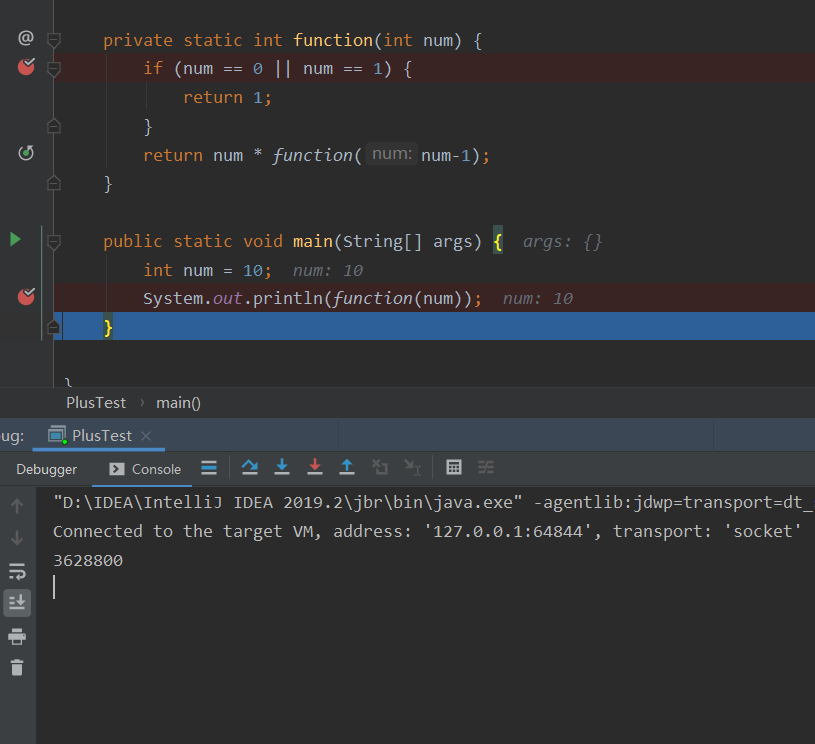 @
private static int function(int num) {
if (num == 0 || num == 1) {
return 1;
}
return num * function( num: num-1);
}
public static void main(String[] args) { args: {}
int num = 10; num: 10
System.out.println(function(num)); num: 10
}
}
PlusTest › main()
ug: PlusTest ×
Debugger Console
"D:\IDEA\IntelliJ IDEA 2019.2\jbr\bin\java.exe" -agentlib:jdwp=transport=dt_
Connected to the target VM, address: '127.0.0.1:64844', transport: 'socket'
3628800